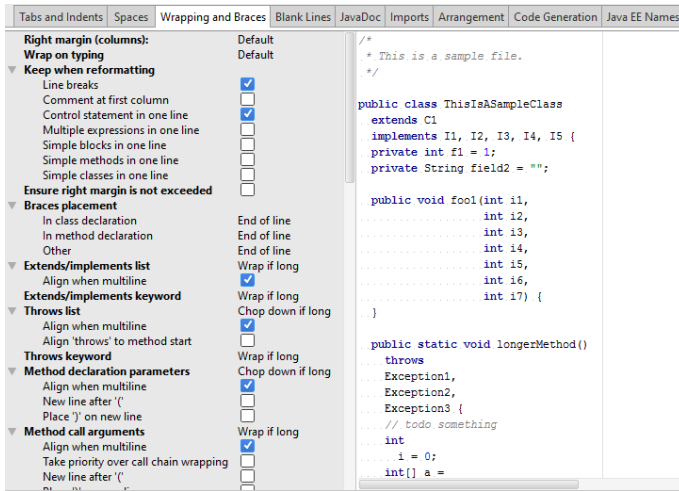 Tabs and Indents Spaces Wrapping and Braces Blank Lines JavaDoc Imports Arrangement Code Generation Java EE Names
Right margin (columns): Default
Wrap on typing Default
Keep when reformatting
Line breaks
Comment at first column
Control statement in one line
Multiple expressions in one line
Simple blocks in one line
Simple methods in one line
Simple classes in one line
Ensure right margin is not exceeded
Braces placement
In class declaration End of line
In method declaration End of line
Other End of line
Extends/implements list Wrap if long
Align when multiline
Extends/implements keyword Wrap if long
Throws list Chop down if long
Align when multiline
Align 'throws' to method start
Throws keyword Wrap if long
Method declaration parameters Chop down if long
Align when multiline
New line after '('
Place ')' on new line
Method call arguments Wrap if long
Align when multiline
Take priority over call chain wrapping
New line after '('
/*
* This is a sample file.
*/
public class ThisIsASampleClass
extends C1
implements I1, I2, I3, I4, I5 {
private int f1 = 1;
private String field2 = "";
public void foo1(int i1,
int i2,
int i3,
int i4,
int i5,
int i6,
int i7) {
}
public static void longerMethod()
throws
Exception1,
Exception2,
Exception3 {
// todo something
int
i = 0;
int[] a =